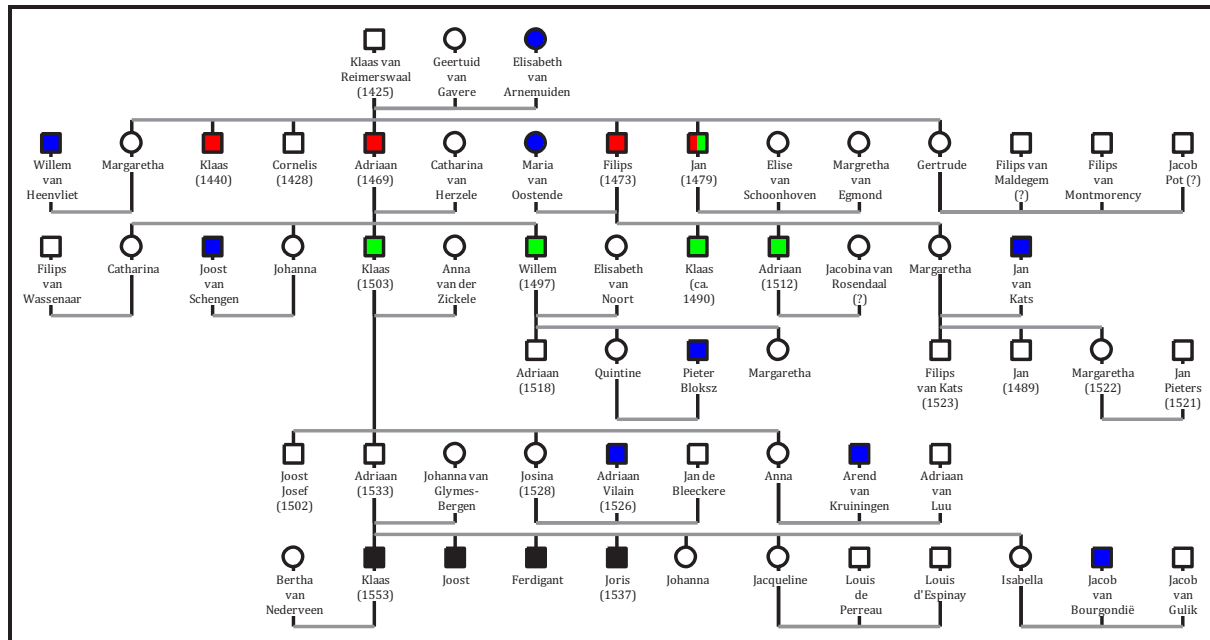 Klaas van
Reimerswaal
(1425)
Geertuid
van
Gavere
Elisabeth
van
Arnemuiden
Willem
van
Heenvliet
Margaretha
Klaas
(1440)
Cornelis
(1428)
Adriaan
(1469)
Catharina
van
Herzele
Maria
van
Oostende
Filips
(1473)
Jan
(1479)
Elise
van
Schoonhoven
Margretha
van
Egmond
Gertrude
Filips van
Maldegem
(?)
Filips
van
Montmorency
Jacob
Pot (?)
Filips
van
Wassenaar
Catharina
Joost
van
Schengen
Johanna
Klaas
(1503)
Anna
van der
Zickele
Willem
(1497)
Elisabeth
van
Noort
Klaas
(ca.
1490)
Adriaan
(1512)
Jacobina van
Rosendaal
(?)
Margaretha
Jan
van
Kats
Adriaan
(1518)
Quintine
Pieter
Bloksz
Margaretha
Filips
van Kats
(1523)
Jan
(1489)
Margaretha
(1522)
Jan
Pieters
(1521)
Joost
Josef
(1502)
Adriaan
(1533)
Johanna van
Glymes-
Bergen
Josina
(1528)
Adriaan
Vilain
(1526)
Jan de
Bleeckere
Anna
Arend
van
Kruiningen
Adriaan
van
Luu
Bertha
van
Nederveen
Klaas
(1553)
Joost
Ferdigant
Joris
(1537)
Johanna
Jacqueline
Louis
de
Perreau
Louis
d'Espinay
Isabella
Jacob
van
Bourgondië
Jacob
van
Gulik